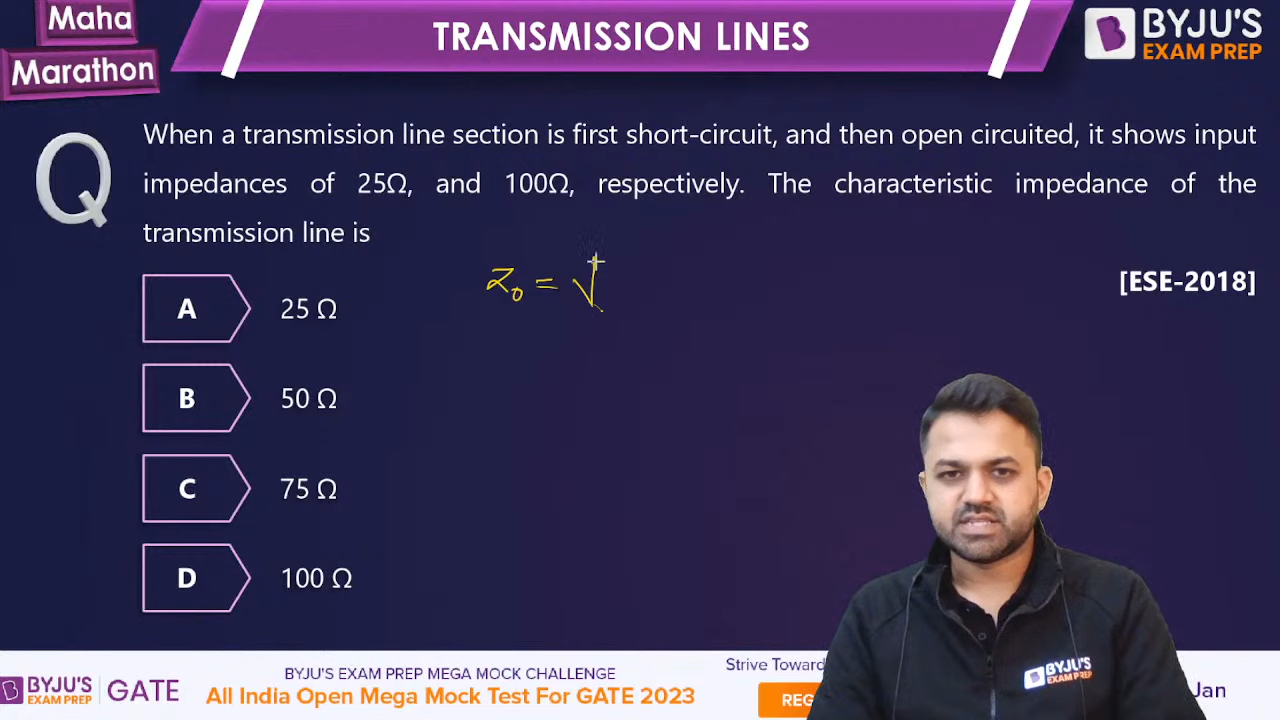 Maha
Marathon
TRANSMISSION LINES
BYJU'S
EXAM PREP
Q
When a transmission line section is first short-circuit, and then open circuited, it shows input
impedances of 25Ω, and 100Ω, respectively. The characteristic impedance of the
transmission line is
Z₀ = √
[ESE-2018]
A 25 Ω
B 50 Ω
C 75 Ω
D 100 Ω
BYJU'S
EXAM PREP
BYJU'S
EXAM PREP
GATE
BYJU'S EXAM PREP MEGA MOCK CHALLENGE
All India Open Mega Mock Test For GATE 2023
Strive Toward
REG
Jan